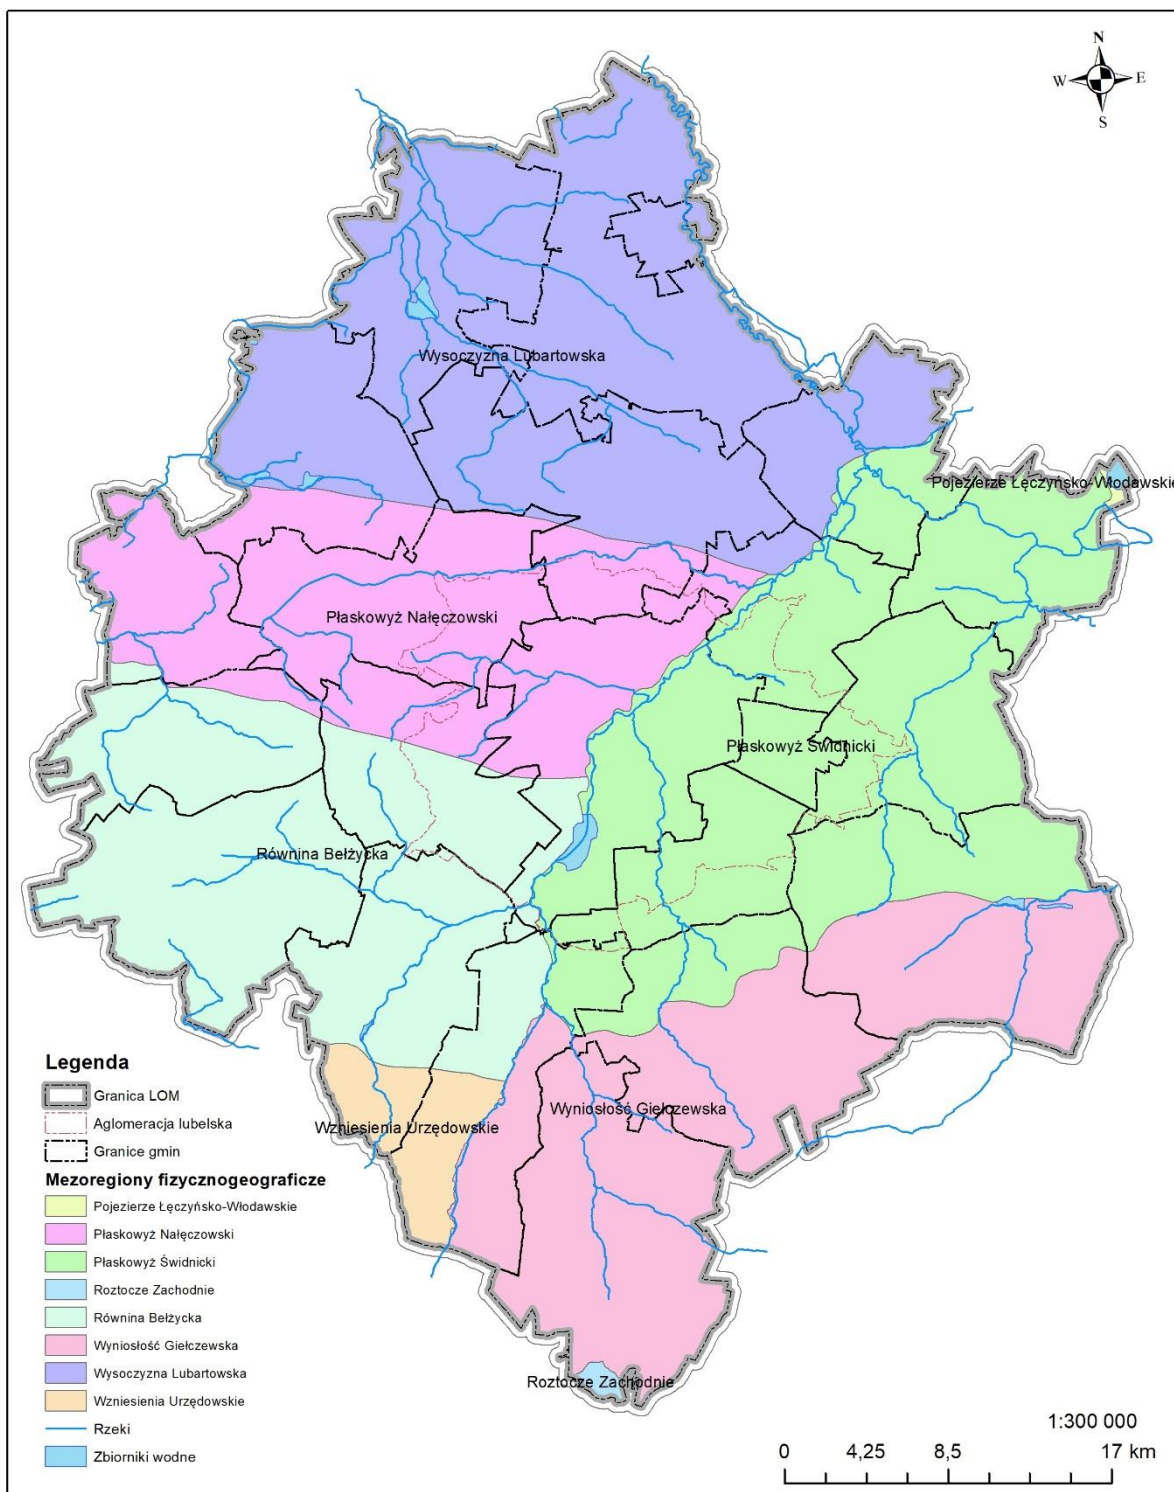 N
W E
S
Wysoczyzna Lubartowska
Pojezierze Łęczyńsko-Włodawskie
Płaskowyż Nałęczowski
Płaskowyż Świdnicki
Równina Bełżycka
Wyniosłość Giełczewska
Wzniesienia Urzędowskie
Roztocze Zachodnie
Legenda
Granica LOM
Aglomeracja lubelska
Granice gmin
Mezoregiony fizycznogeograficze
Pojezierze Łęczyńsko-Włodawskie
Płaskowyż Nałęczowski
Płaskowyż Świdnicki
Roztocze Zachodnie
Równina Bełżycka
Wyniosłość Giełczewska
Wysoczyzna Lubartowska
Wzniesienia Urzędowskie
Rzeki
Zbiorniki wodne
1:300 000
0 4,25 8,5 17 km